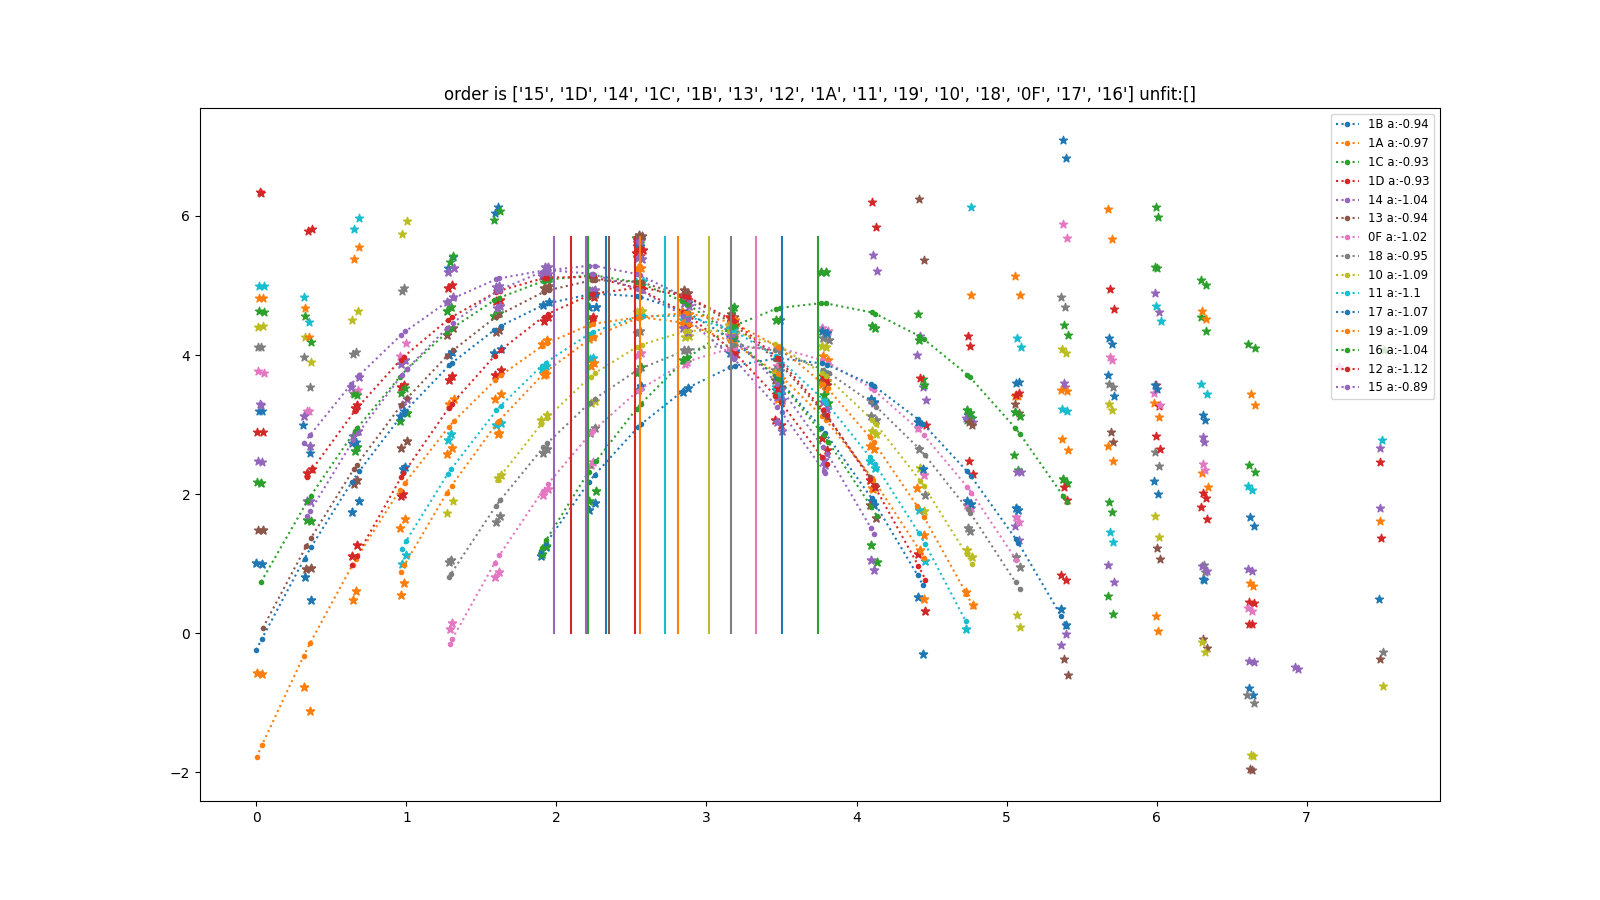 order is ['15', '1D', '14', '1C', '1B', '13', '12', '1A', '11', '19', '10', '18', '0F', '17', '16'] unfit:[]
1B a:-0.94
1A a:-0.97
1C a:-0.93
1D a:-0.93
14 a:-1.04
13 a:-0.94
0F a:-1.02
18 a:-0.95
10 a:-1.09
11 a:-1.1
17 a:-1.07
19 a:-1.09
16 a:-1.04
12 a:-1.12
15 a:-0.89
6
4
2
0
−2
0 1 2 3 4 5 6 7